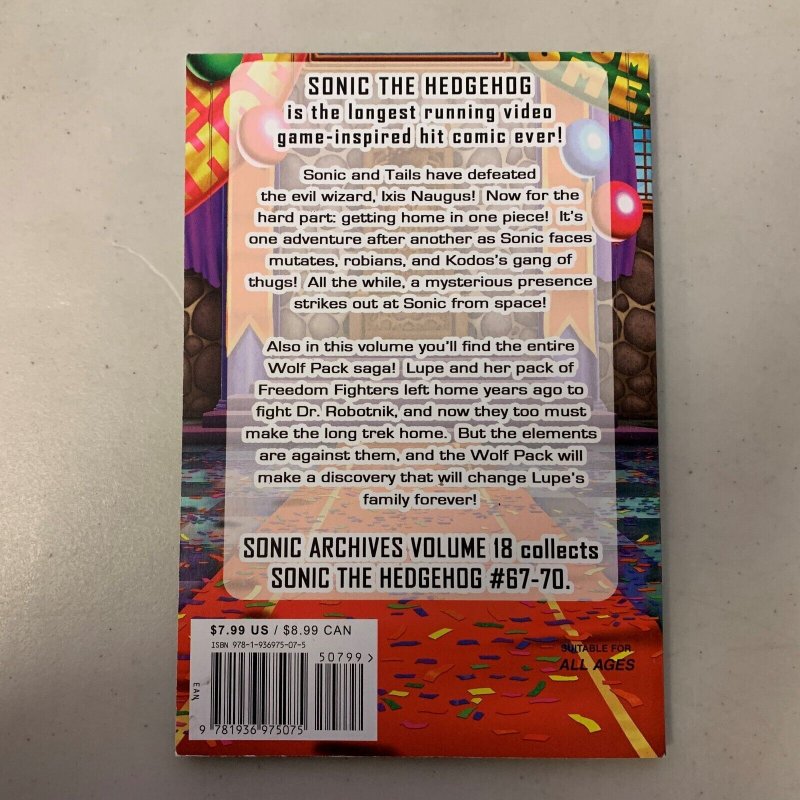 SONIC THE HEDGEHOG
is the longest running video
game-inspired hit comic ever!
Sonic and Tails have defeated
the evil wizard, Ixis Naugus! Now for the
hard part: getting home in one piece! It's
one adventure after another as Sonic faces
mutates, robians, and Kodos's gang of
thugs! All the while, a mysterious presence
strikes out at Sonic from space!
Also in this volume you'll find the entire
Wolf Pack saga! Lupe and her pack of
Freedom Fighters left home years ago to
fight Dr. Robotnik, and now they too must
make the long trek home. But the elements
are against them, and the Wolf Pack will
make a discovery that will change Lupe's
family forever!
SONIC ARCHIVES VOLUME 18 collects
SONIC THE HEDGEHOG #67-70.
$7.99 US / $8.99 CAN
ISBN 978-1-936975-07-5
50799>
EAN
9 781936 975075
SUITABLE FOR
ALL AGES